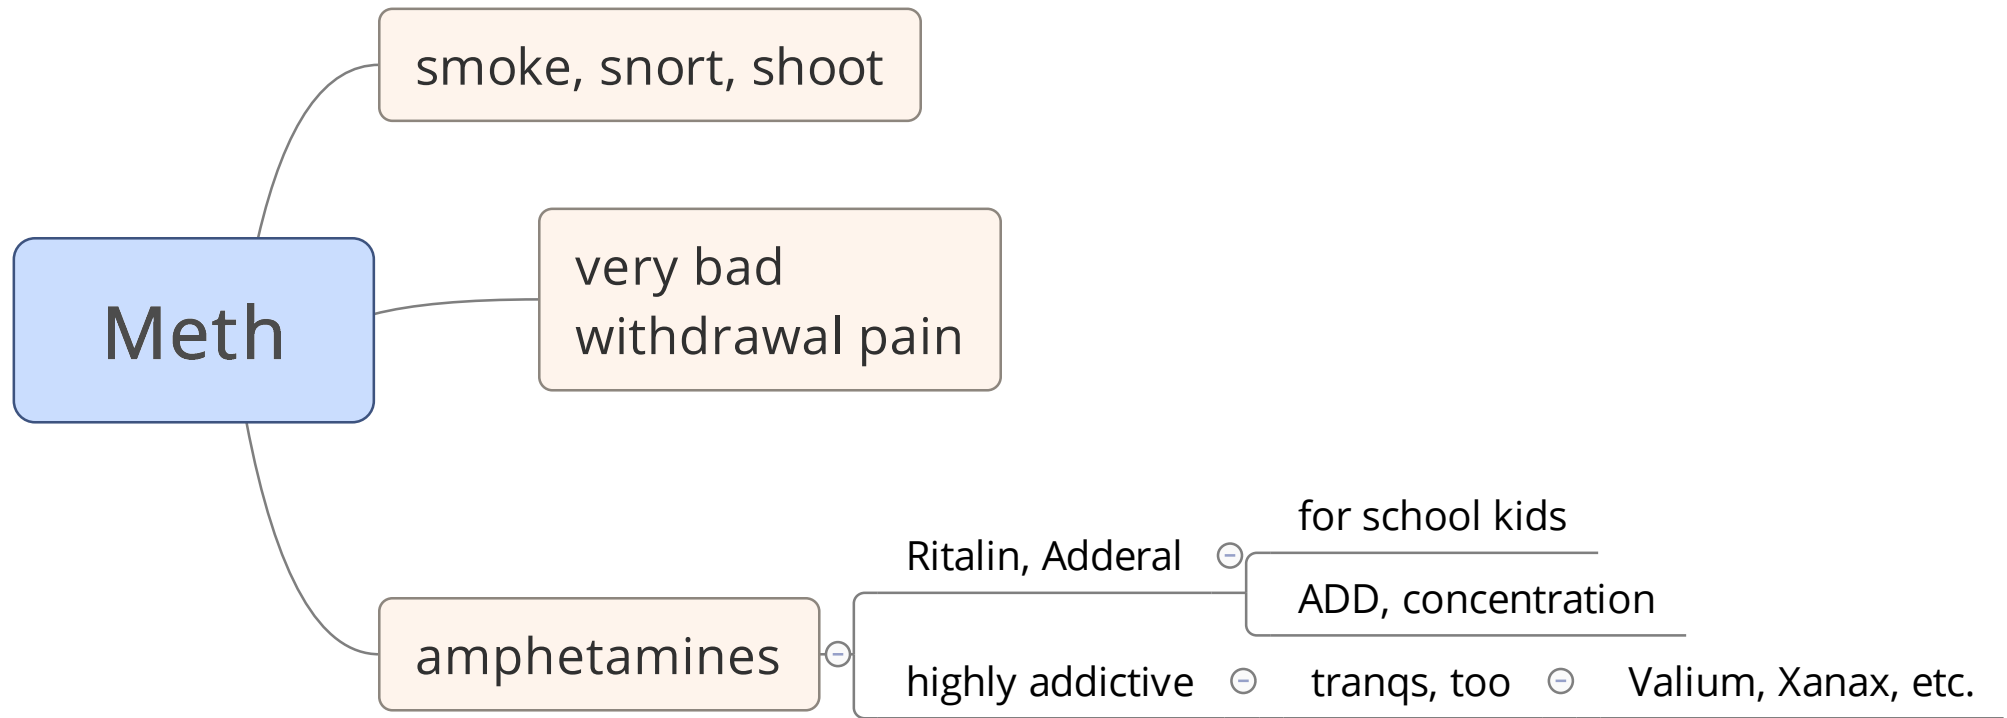 smoke, snort, shoot
very bad
withdrawal pain
Meth
for school kids
Ritalin, Adderal
ADD, concentration
amphetamines
highly addictive
tranqs, too
Valium, Xanax, etc.